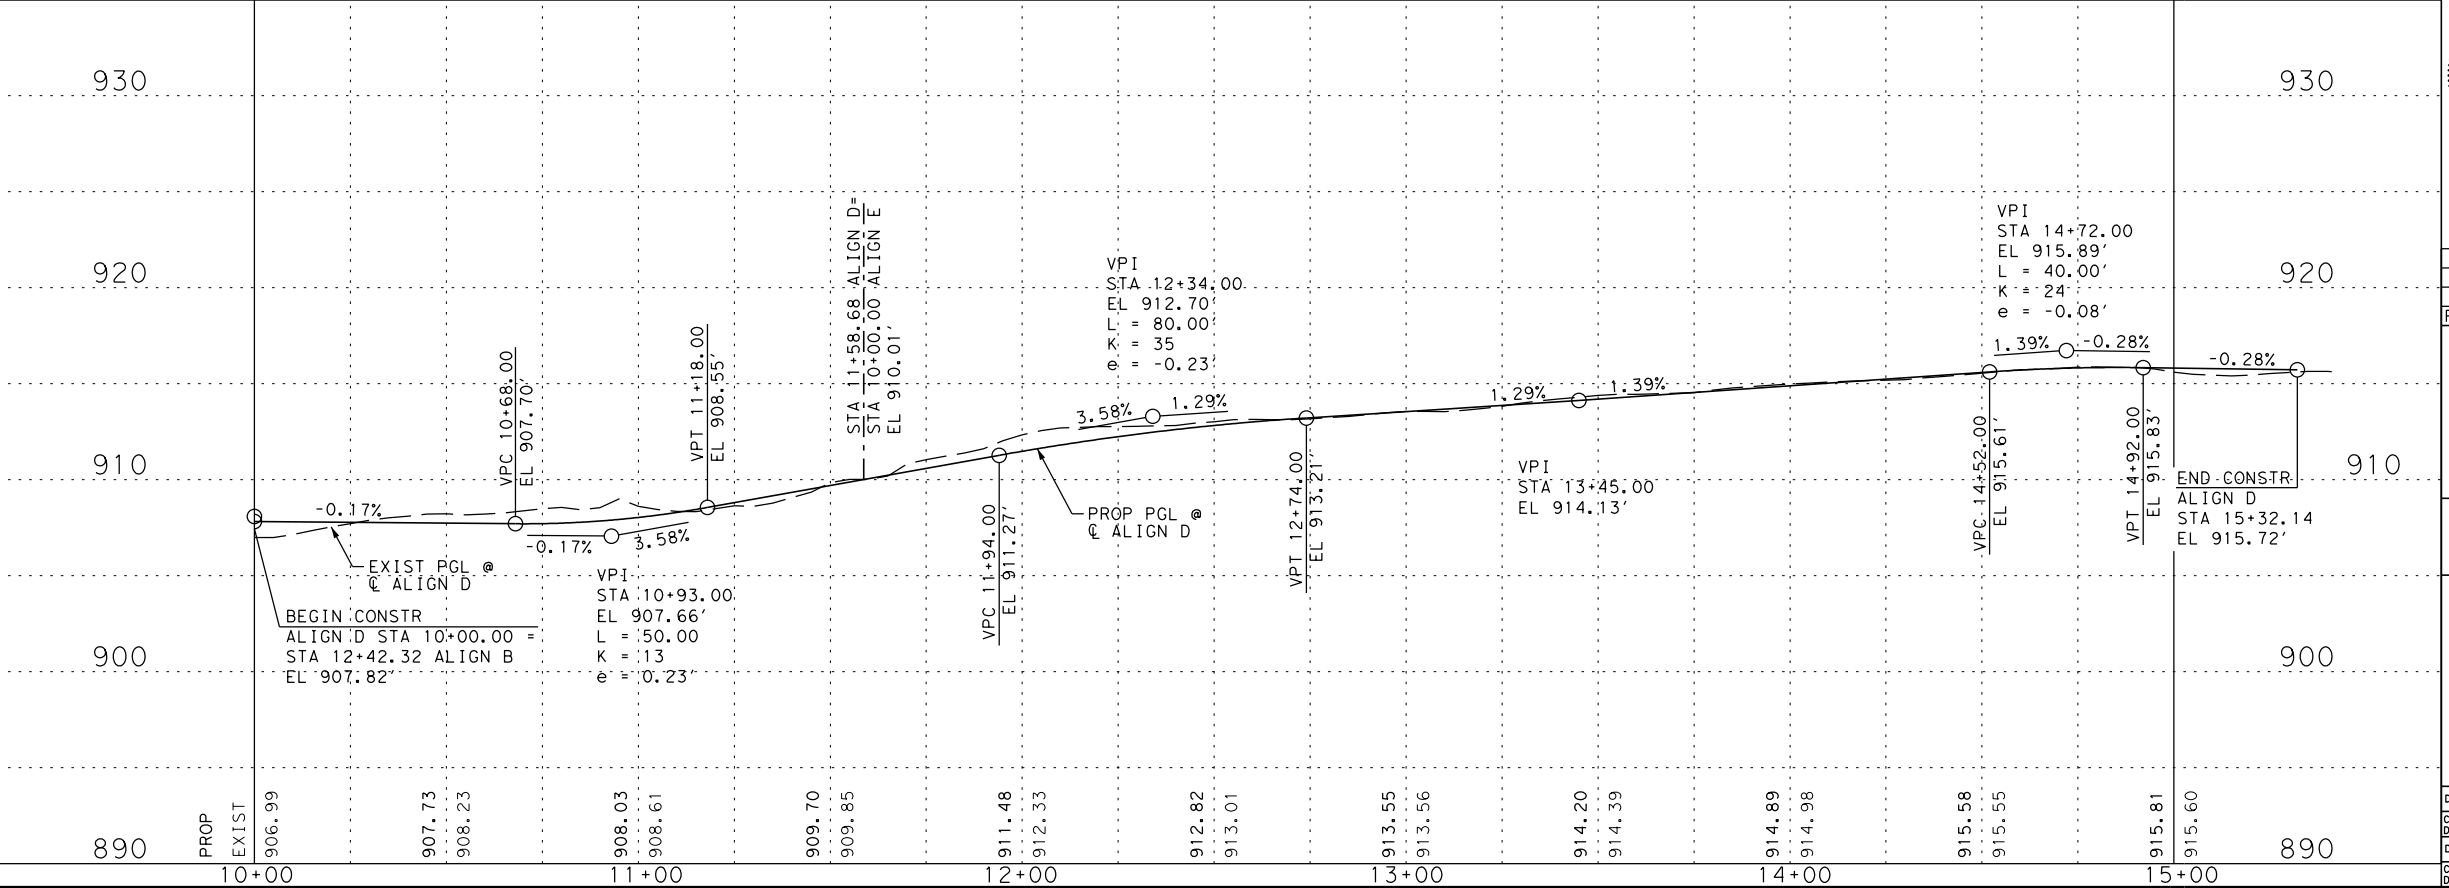 930
930
920
920
910
910
900
900
890
890
VPC 10+68.00
EL 907.70'
VPT 11+18.00
EL 908.55'
STA 11+58.68 ALIGN D=
STA 10+00.00 ALIGN E
EL 910.01'
VPI
STA 12+34.00
EL 912.70'
L = 80.00'
K = 35
e = -0.23'
3.58%
1.29%
VPI
STA 14+72.00
EL 915.89'
L = 40.00'
K = 24
e = -0.08'
1.39%
-0.28%
-0.28%
1.29%
1.39%
-0.17%
-0.17%
3.58%
EXIST PGL @
℄ ALIGN D
BEGIN CONSTR
ALIGN D STA 10+00.00 =
STA 12+42.32 ALIGN B
EL 907.82'
VPI
STA 10+93.00
EL 907.66'
L = 50.00
K = 13
e = 0.23'
VPC 11+94.00
EL 911.27'
PROP PGL @
℄ ALIGN D
VPT 12+74.00
EL 913.21'
VPI
STA 13+45.00
EL 914.13'
VPC 14+52.00
EL 915.61'
VPT 14+92.00
EL 915.83'
END CONSTR
ALIGN D
STA 15+32.14
EL 915.72'
PROP
EXIST
906.99
907.73
908.23
908.03
908.61
909.70
909.85
911.48
912.33
912.82
913.01
913.55
913.56
914.20
914.39
914.89
914.98
915.58
915.55
915.81
915.60
10+00
11+00
12+00
13+00
14+00
15+00